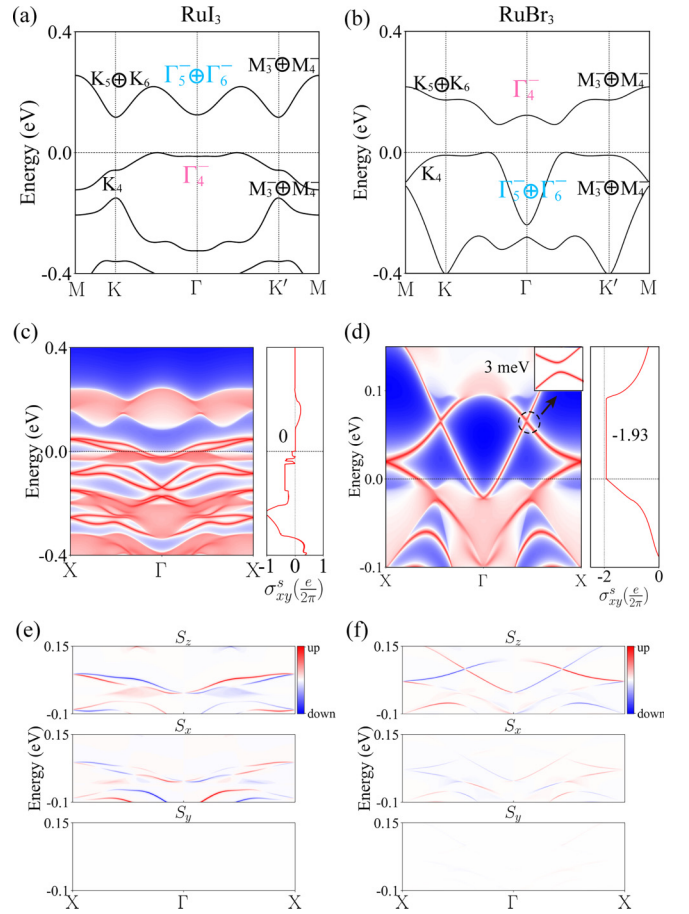 (a) RuI₃
K₅⊕K₆ Γ₅⁻⊕Γ₆⁻ M₃⁻⊕M₄⁻
K₄ Γ₄⁻ M₃⁻⊕M₄⁻
Energy (eV)
0.4
0.0
-0.4
M K Γ K′ M
(b) RuBr₃
K₅⊕K₆ Γ₄⁻ M₃⁻⊕M₄⁻
K₄ Γ₅⁻⊕Γ₆⁻ M₃⁻⊕M₄⁻
Energy (eV)
0.4
0.0
-0.4
M K Γ K′ M
(c)
Energy (eV)
0.4
0.0
-0.4
X Γ X
0
-1 0 1
σˢxy(e/2π)
(d)
3 meV
Energy (eV)
0.1
0.0
-0.1
X Γ X
-1.93
-2 0
σˢxy(e/2π)
(e)
Energy (eV)
Sz
0.15
-0.1
up
down
Sx
0.15
-0.1
Sy
0.15
-0.1
X Γ X
(f)
Energy (eV)
Sz
0.15
-0.1
up
down
Sx
0.15
-0.1
Sy
0.15
-0.1
X Γ X